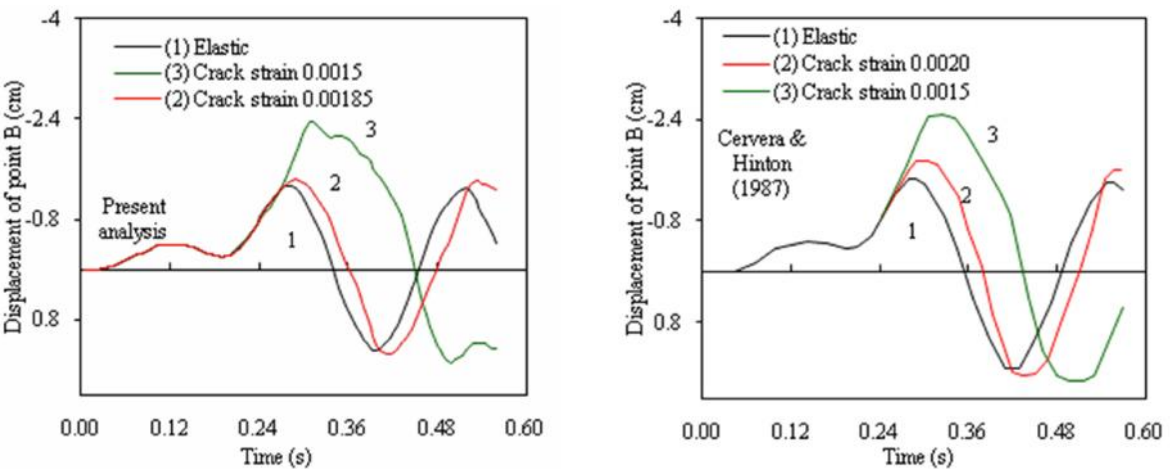 -4
(1) Elastic
(3) Crack strain 0.0015
(2) Crack strain 0.00185
-2.4
3
2
Present
analysis
-0.8
1
0.8
Displacement of point B (cm)
0.00 0.12 0.24 0.36 0.48 0.60
Time (s)
-4
(1) Elastic
(2) Crack strain 0.0020
(3) Crack strain 0.0015
-2.4
3
Cervera &
Hinton
(1987)
2
-0.8
1
0.8
Displacement of point B (cm)
0.00 0.12 0.24 0.36 0.48 0.60
Time (s)